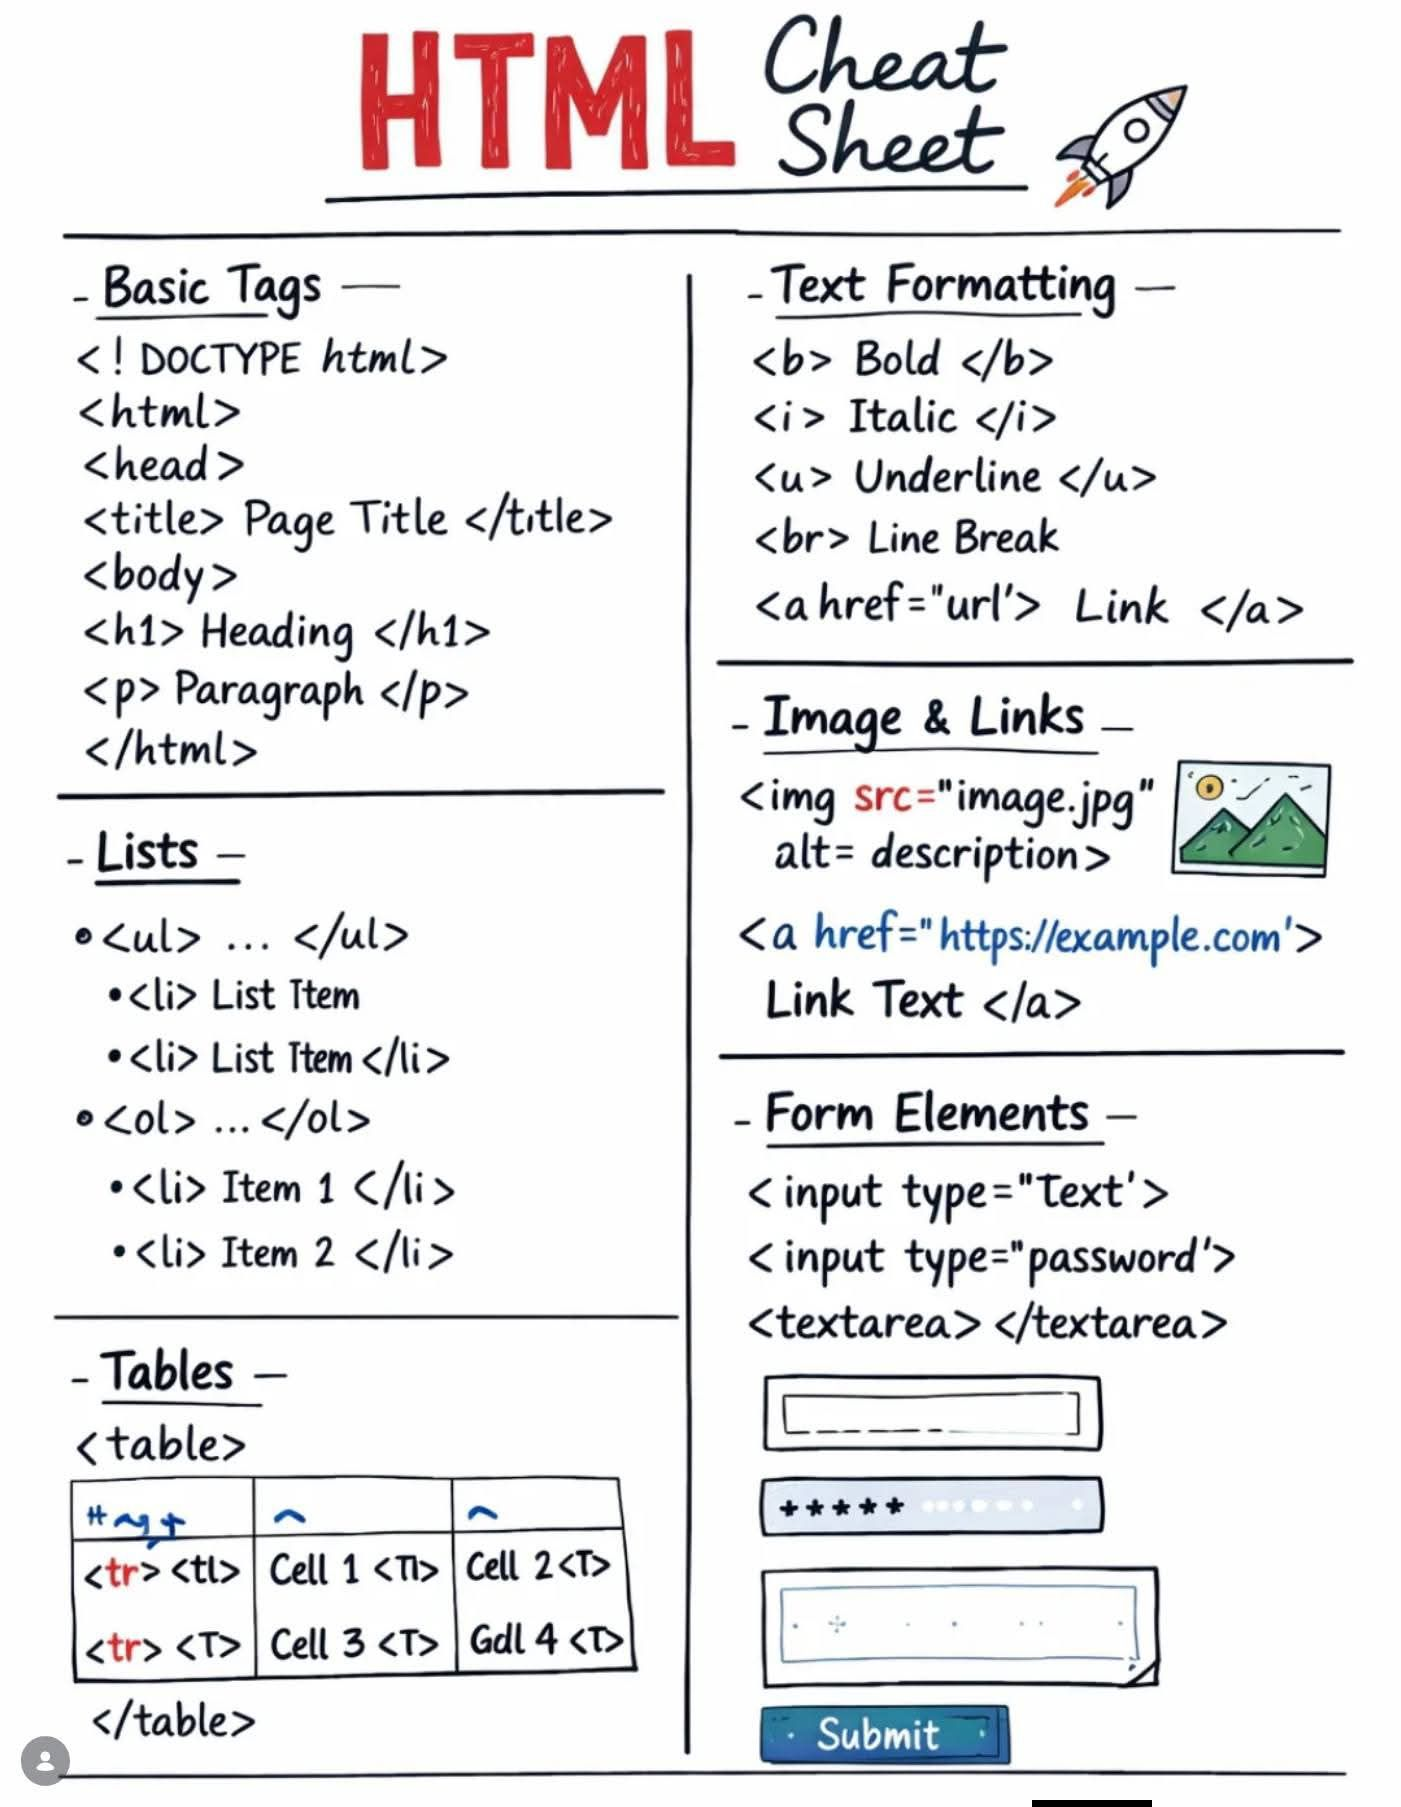 HTML Cheat
Sheet
- Basic Tags —
<! DOCTYPE html>
<html>
<head>
<title> Page Title </title>
<body>
<h1> Heading </h1>
<p> Paragraph </p>
</html>
- Lists —
• <ul> ... </ul>
• <li> List Item
• <li> List Item </li>
• <ol> ... </ol>
• <li> Item 1 </li>
• <li> Item 2 </li>
- Tables —
<table>
<tr> <tl> Cell 1 <Tl> Cell 2 <T>
<tr> <T> Cell 3 <T> Gdl 4 <T>
</table>
- Text Formatting —
<b> Bold </b>
<i> Italic </i>
<u> Underline </u>
<br> Line Break
<a href="url'> Link </a>
- Image & Links —
<img src="image.jpg"
alt= description>
<a href="https://example.com'>
Link Text </a>
- Form Elements —
<input type="Text'>
<input type="password'>
<textarea> </textarea>
+****
Submit